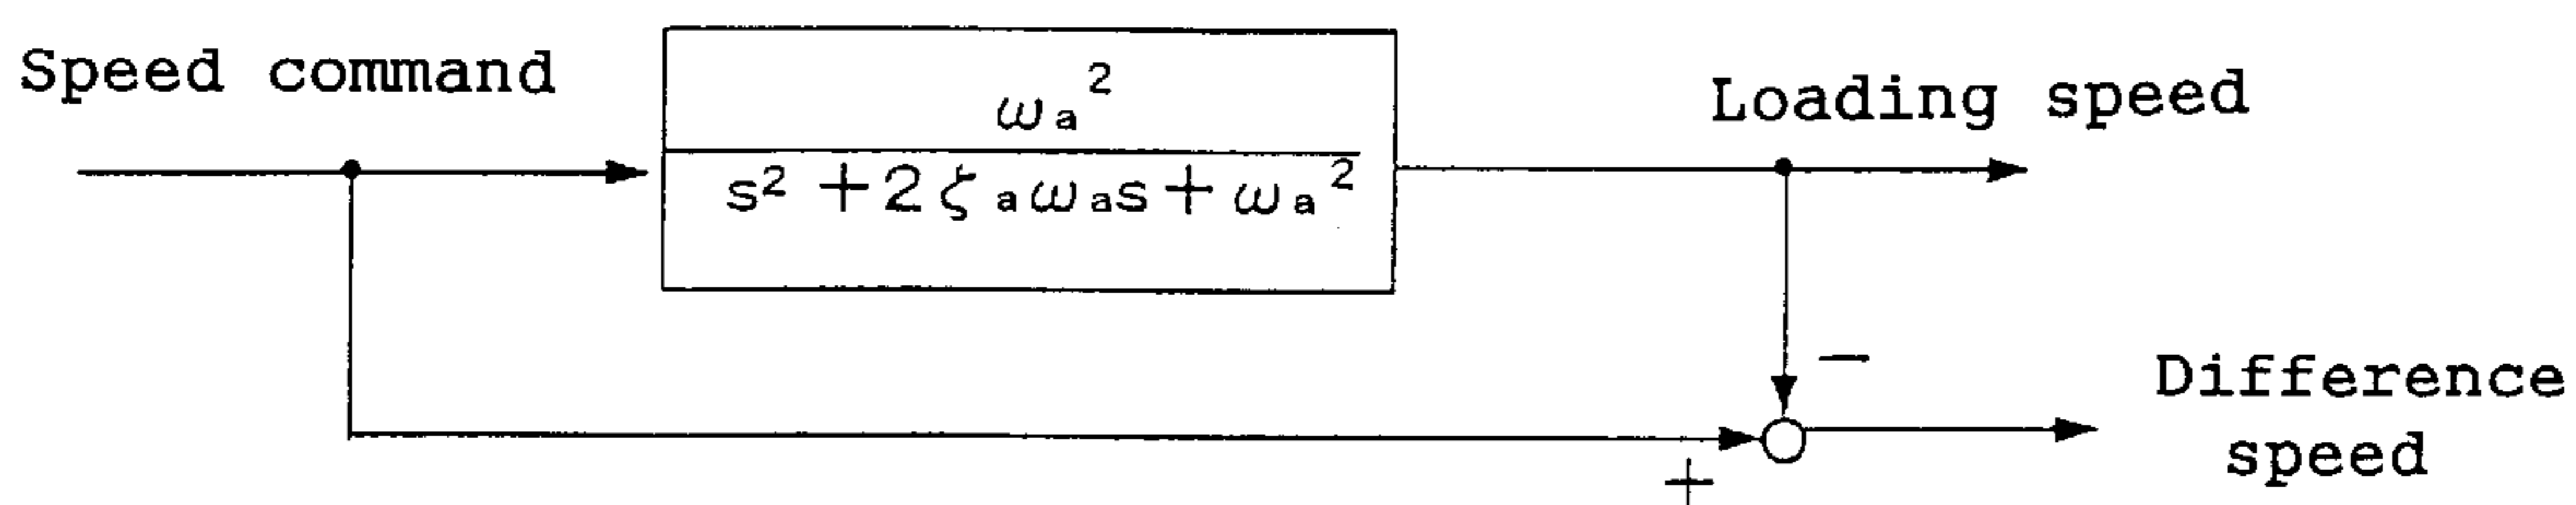 Speed command
ωa²
s² +2ζaωas+ωa²
Loading speed
−
+
Difference
speed